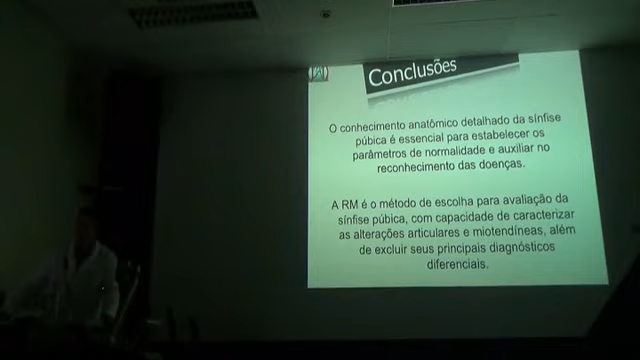 Conclusões
O conhecimento anatômico detalhado da sínfise
púbica é essencial para estabelecer os
parâmetros de normalidade e auxiliar no
reconhecimento das doenças.
A RM é o método de escolha para avaliação da
sínfise púbica, com capacidade de caracterizar
as alterações articulares e miotendíneas, além
de excluir seus principais diagnósticos
diferenciais.